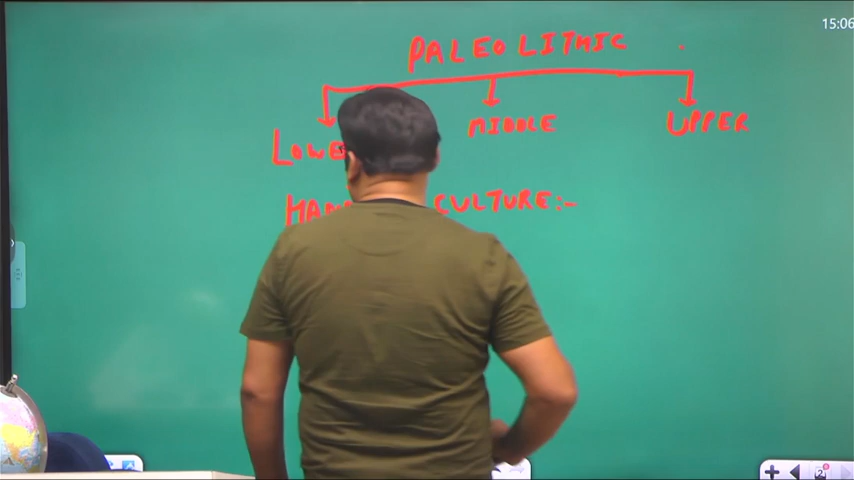 15:06
PALEOLITHIC
MIDDLE
UPPER
CULTURE:-